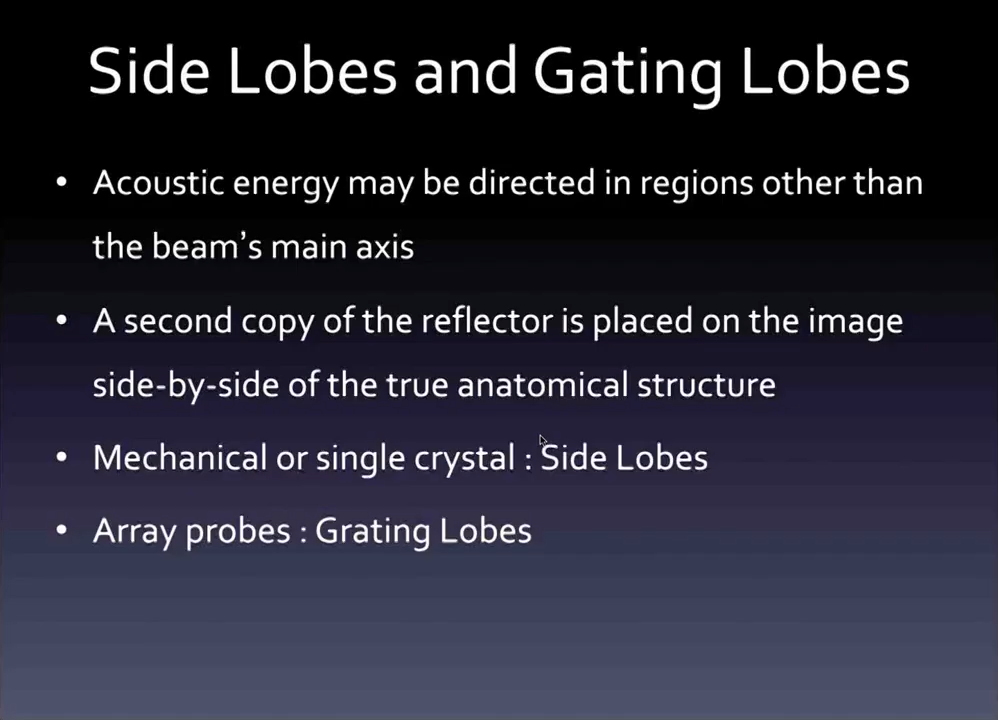 Side Lobes and Gating Lobes
• Acoustic energy may be directed in regions other than
the beam’s main axis
• A second copy of the reflector is placed on the image
side-by-side of the true anatomical structure
• Mechanical or single crystal : Side Lobes
• Array probes : Grating Lobes